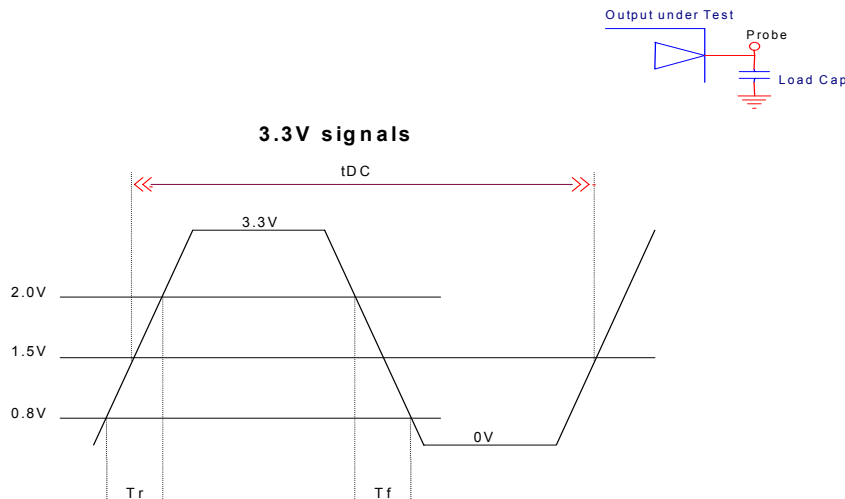 Output under Test
Probe
Load Cap
3.3V signals
tDC
3.3V
2.0V
1.5V
0.8V
0V
Tr
Tf